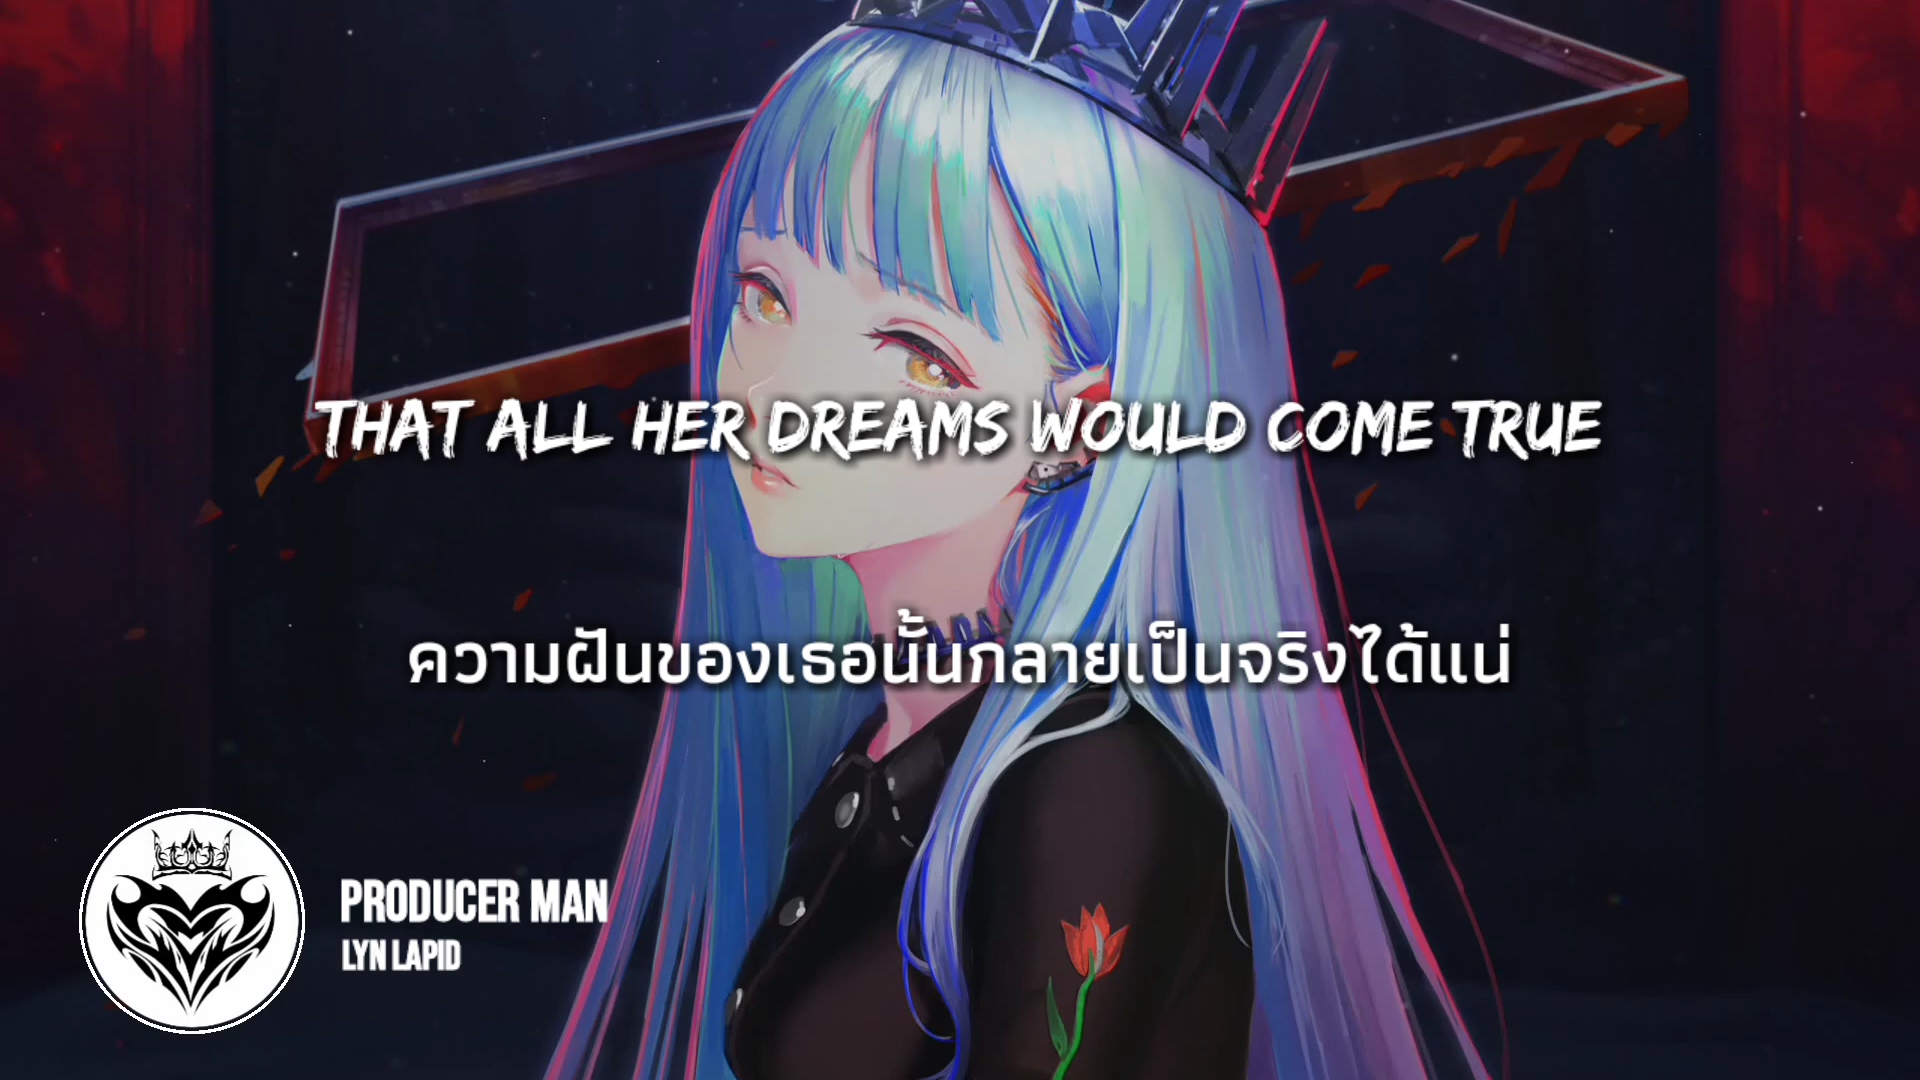 THAT ALL HER DREAMS WOULD COME TRUE
ความฝันของเธอนั้นกลายเป็นจริงได้แน่
PRODUCER MAN
LYN LAPID